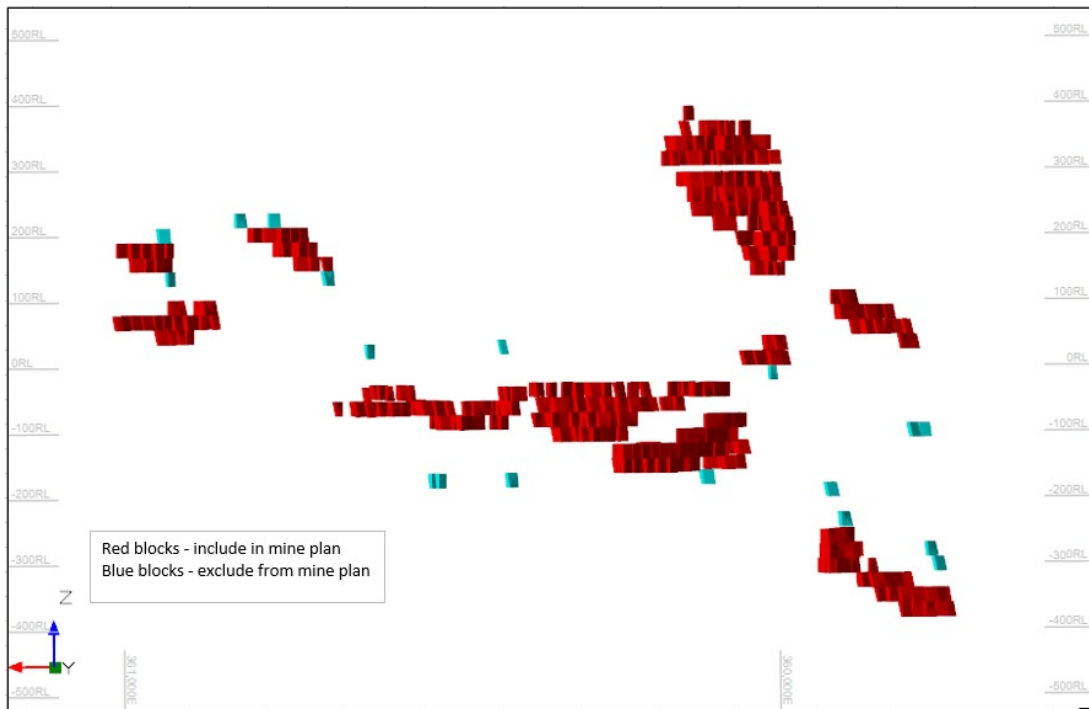 500RL 500RL
400RL 400RL
300RL 300RL
200RL 200RL
100RL 100RL
0RL 0RL
-100RL -100RL
-200RL -200RL
Red blocks - include in mine plan
Blue blocks - exclude from mine plan
-300RL -300RL
Z
-400RL -400RL
Y
361,000E 360,000E
-500RL -500RL